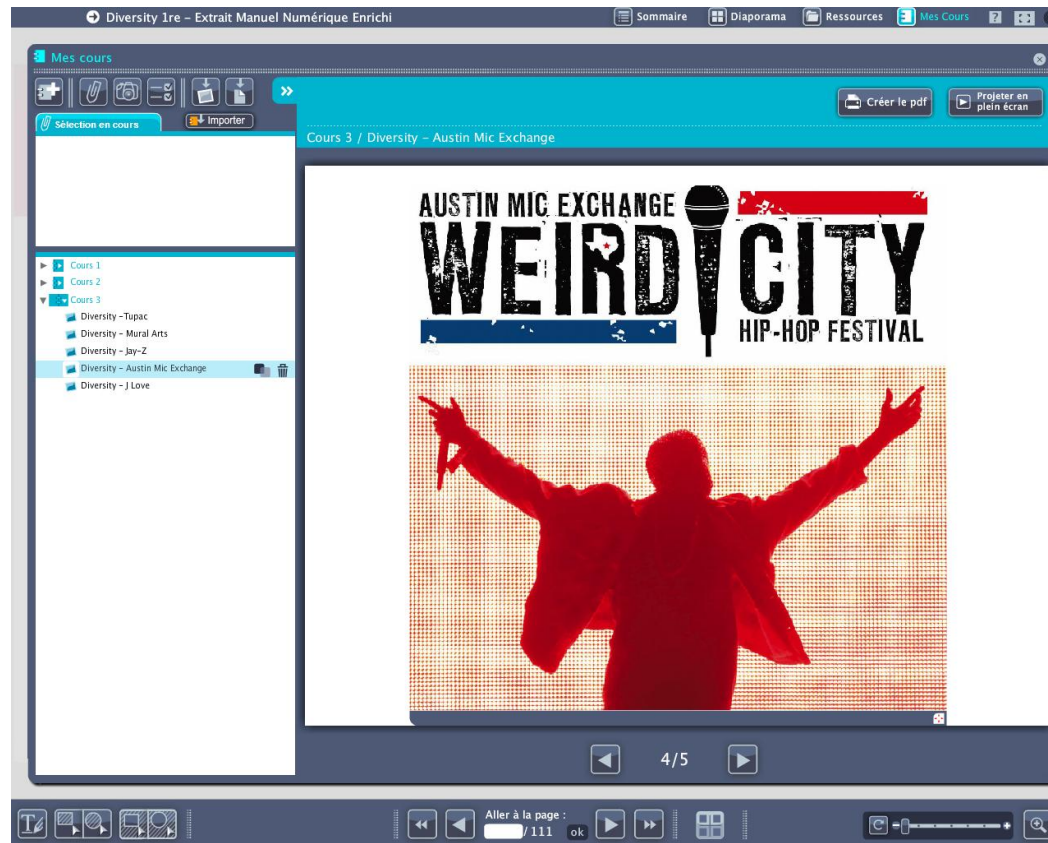 Diversity 1re – Extrait Manuel Numérique Enrichi
Sommaire
Diaporama
Ressources
Mes Cours
?
Mes cours
Créer le pdf
Projeter en
plein écran
Sélection en cours
Importer
Cours 3 / Diversity – Austin Mic Exchange
AUSTIN MIC EXCHANGE
WEIRD CITY
HIP-HOP FESTIVAL
Cours 1
Cours 2
Cours 3
Diversity –Tupac
Diversity – Mural Arts
Diversity – Jay-Z
Diversity – Austin Mic Exchange
Diversity – J Love
4/5
Aller à la page :
/ 111 ok